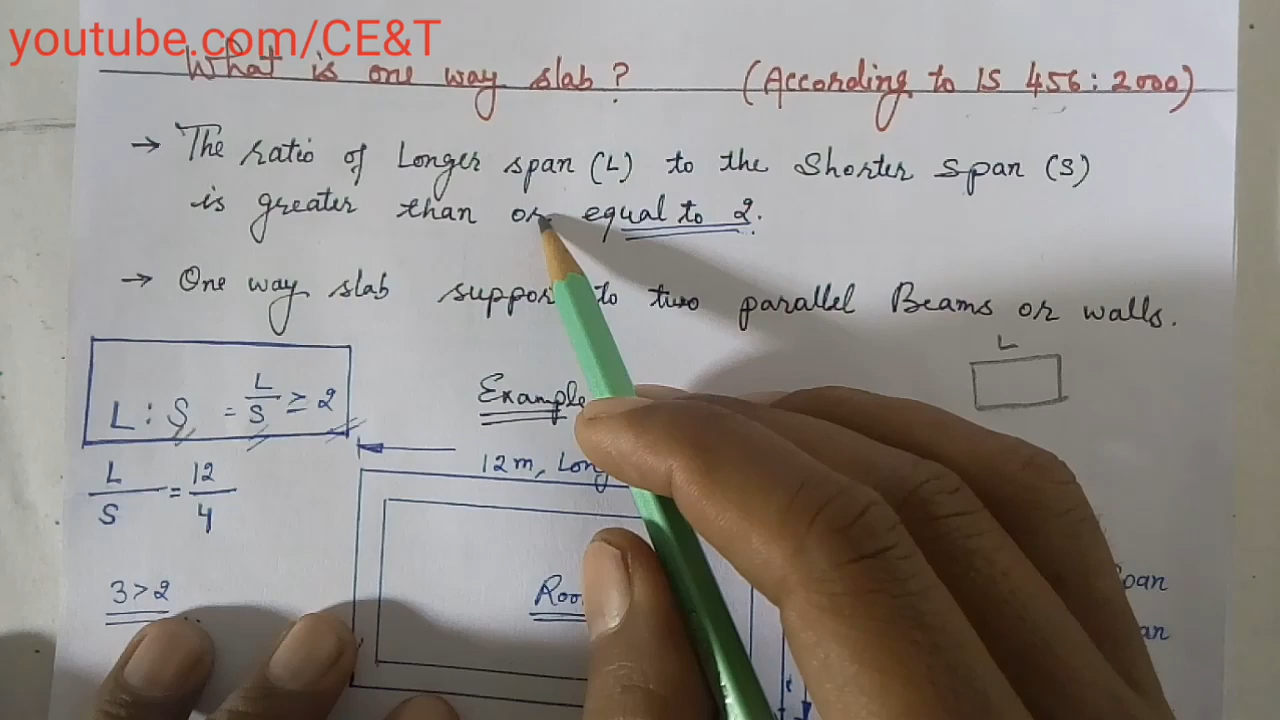 youtube.com/CE&T
What is one way slab? (According to IS 456:2000)
→ The ratio of Longer span (L) to the Shorter Span (S)
is greater than or equal to 2.
→ One way slab suppor to two parallel Beams or walls.
L
L : S = L/S ≥ 2
Example
12m, Long
L/S = 12/4
3 > 2
Roo
pan
an